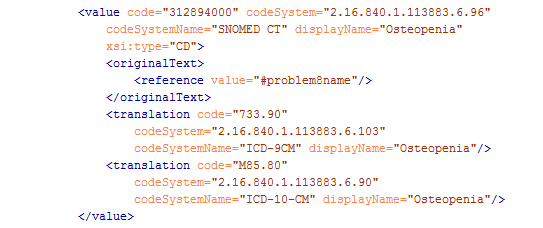 <value code="312894000" codeSystem="2.16.840.1.113883.6.96"
codeSystemName="SNOMED CT" displayName="Osteopenia"
xsi:type="CD">
<originalText>
<reference value="#problem8name"/>
</originalText>
<translation code="733.90"
codeSystem="2.16.840.1.113883.6.103"
codeSystemName="ICD-9CM" displayName="Osteopenia"/>
<translation code="M85.80"
codeSystem="2.16.840.1.113883.6.90"
codeSystemName="ICD-10-CM" displayName="Osteopenia"/>
</value>